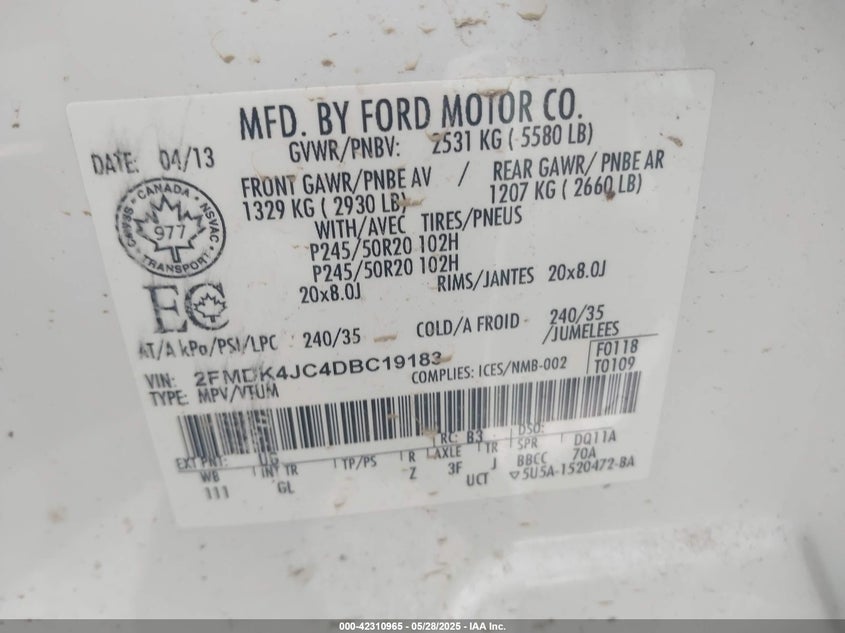 MFD. BY FORD MOTOR CO.
DATE: 04/13
GVWR/PNBV: 2531 KG ( 5580 LB)
FRONT GAWR/PNBE AV / REAR GAWR/ PNBE AR
1329 KG ( 2930 LB) 1207 KG ( 2660 LB)
WITH/AVEC TIRES/PNEUS
P245/50R20 102H
P245/50R20 102H
20x8.0J RIMS/JANTES 20x8.0J
CANADA
NSVAC
977
TRANSPORT
EC
AT/A kPa/PSI/LPC 240/35 COLD/A FROID 240/35
/JUMELEES
VIN: 2FMDK4JC4DBC19183
COMPLIES: ICES/NMB-002
F0118
T0109
TYPE: MPV/VTUM
EXT PNT: UG RC: B3 DSO:
WB INT TR TP/PS R AXLE TR SPR DQ11A
111 GL Z 3F J BBCC 70A
UCT 5U5A-1520472-BA
000-42310965 - 05/28/2025 - IAA Inc.